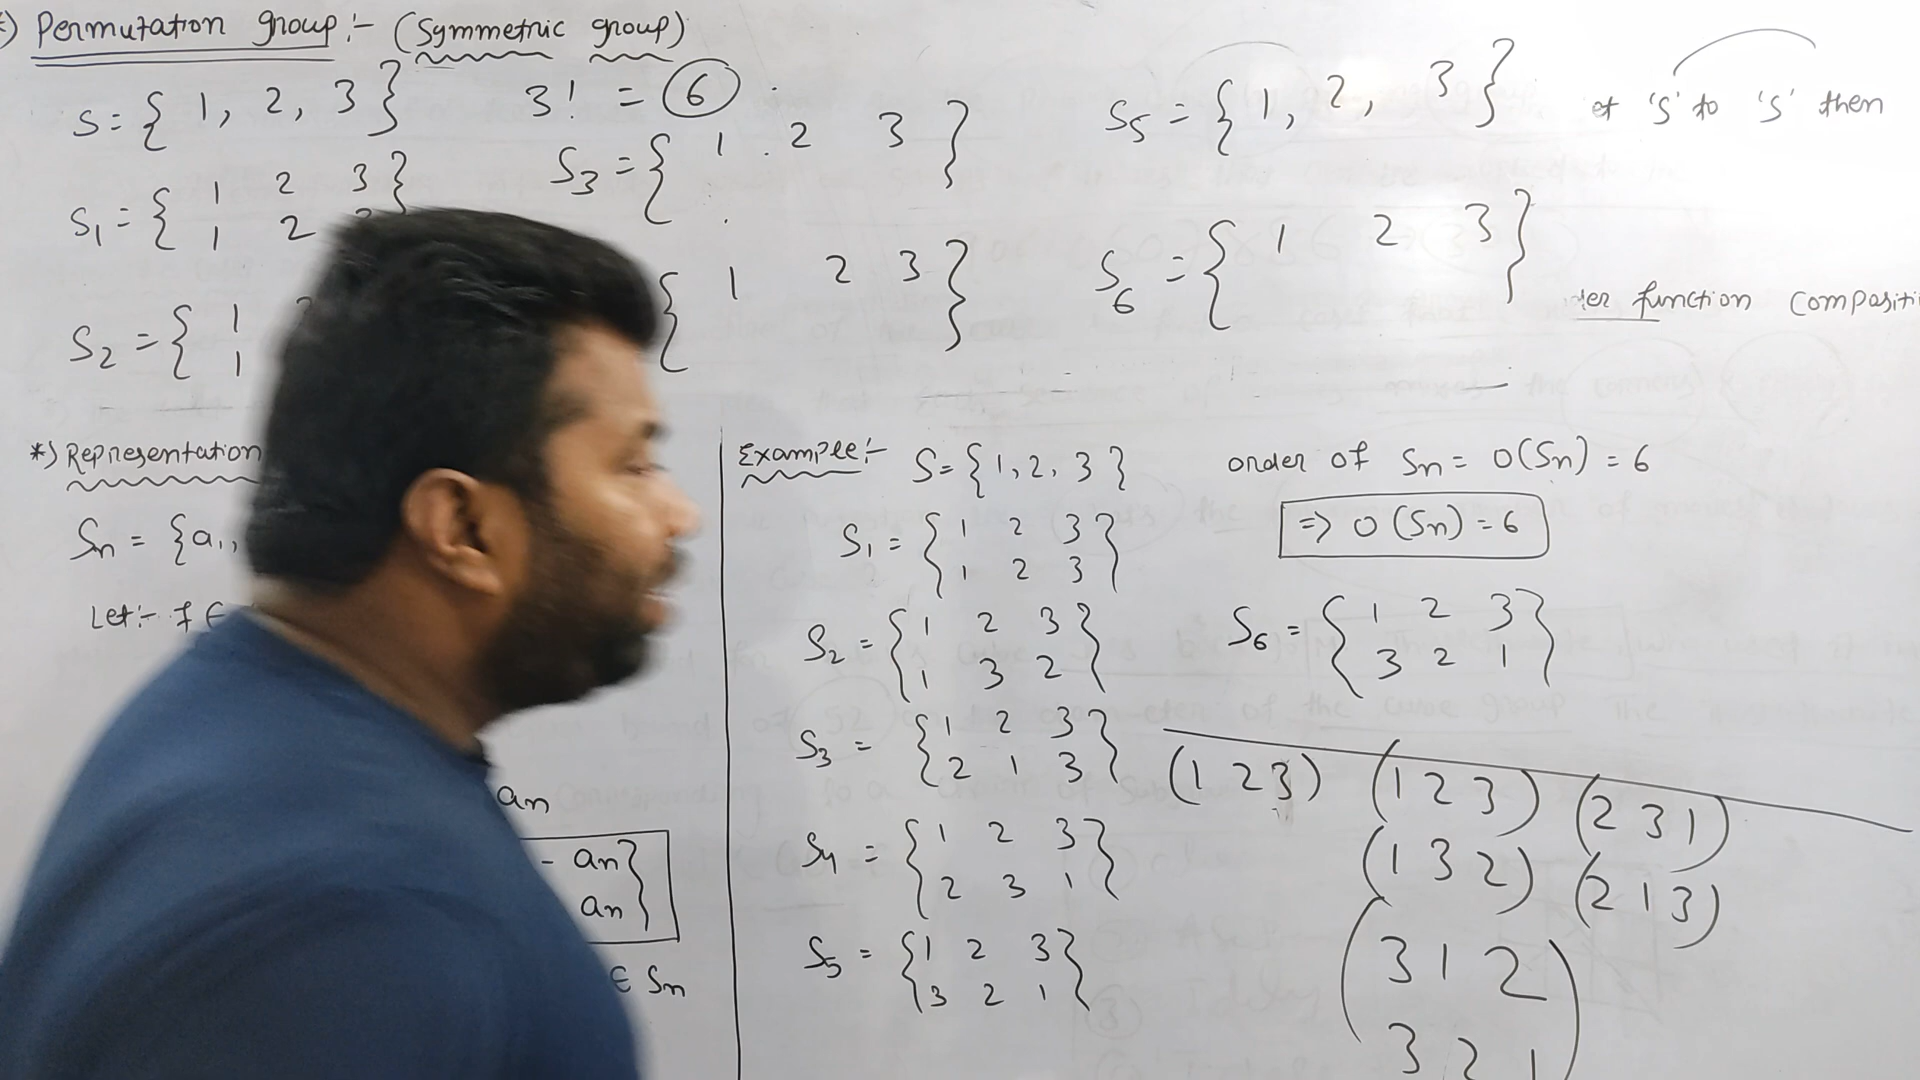 *) Permutation group :- (Symmetric group)
S = { 1, 2, 3 }
3! = 6
S1 = { 1 2 3 }
1 2
S2 = { 1
1
S3 = { 1 2 3 }
{ 1 2 3 }
S5 = { 1, 2, 3 }
of 'S' to 'S' then
S6 = { 1 2 3 }
function compositi
*) Representation
Sn = {a1,
Let:- f ∈
an
- an }
an
∈ Sn
Example:- S = { 1, 2, 3 }
S1 = { 1 2 3 }
1 2 3
S2 = { 1 2 3 }
1 3 2
S3 = { 1 2 3 }
2 1 3
S4 = { 1 2 3 }
2 3 1
S5 = { 1 2 3 }
3 2 1
order of Sn = O(Sn) = 6
=> O(Sn) = 6
S6 = { 1 2 3 }
3 2 1
(1 2 3) (1 2 3) (2 3 1)
(1 3 2) (2 1 3)
(3 1 2)
3 2 1